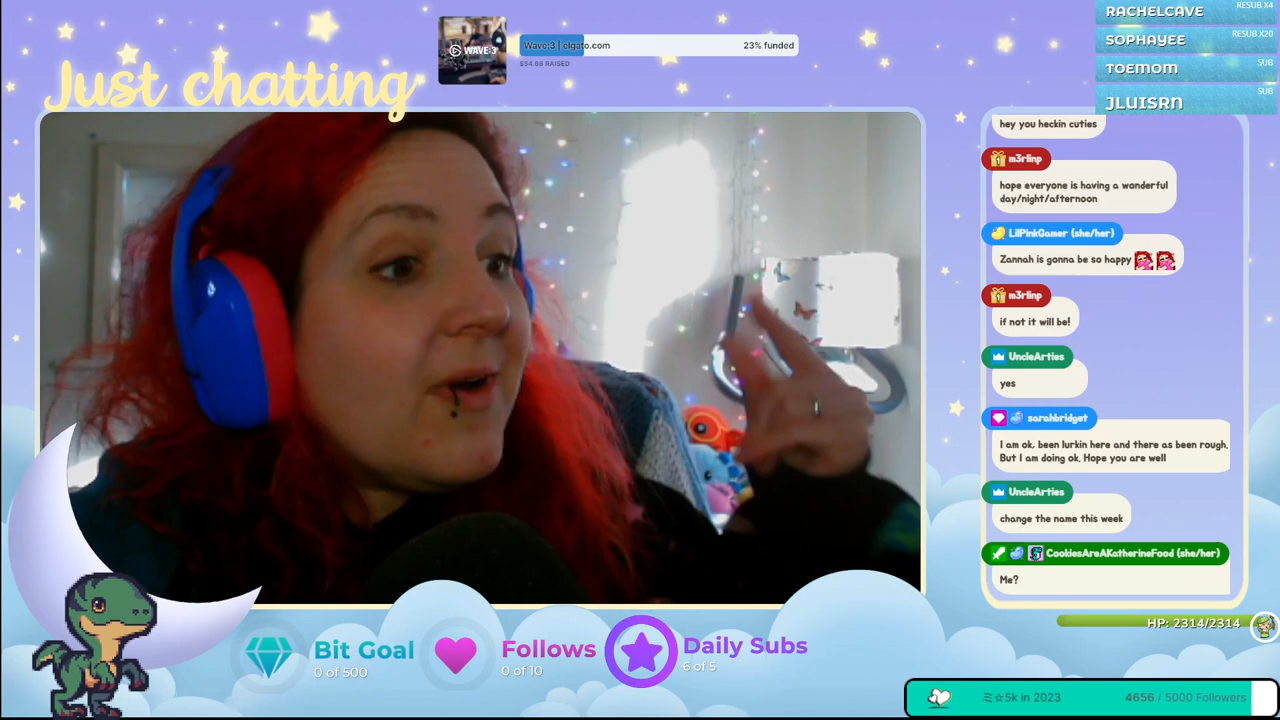 Just chatting
WAVE:3
Wave:3 | elgato.com 23% funded
$54.68 RAISED
RESUB X4
RACHELCAVE
RESUB X20
SOPHAYEE
SUB
TOEMOM
SUB
JLUISRN
hey you heckin cuties
m3rlinp
hope everyone is having a wonderful
day/night/afternoon
LilPinkGamer (she/her)
Zannah is gonna be so happy
m3rlinp
if not it will be!
UncleArties
yes
sarahbridget
I am ok, been lurkin here and there as been rough.
But I am doing ok. Hope you are well
UncleArties
change the name this week
CookiesAreAKatherineFood (she/her)
Me?
HP: 2314/2314
Bit Goal
0 of 500
Follows
0 of 10
Daily Subs
6 of 5
ミ☆5k in 2023 4656 / 5000 Followers